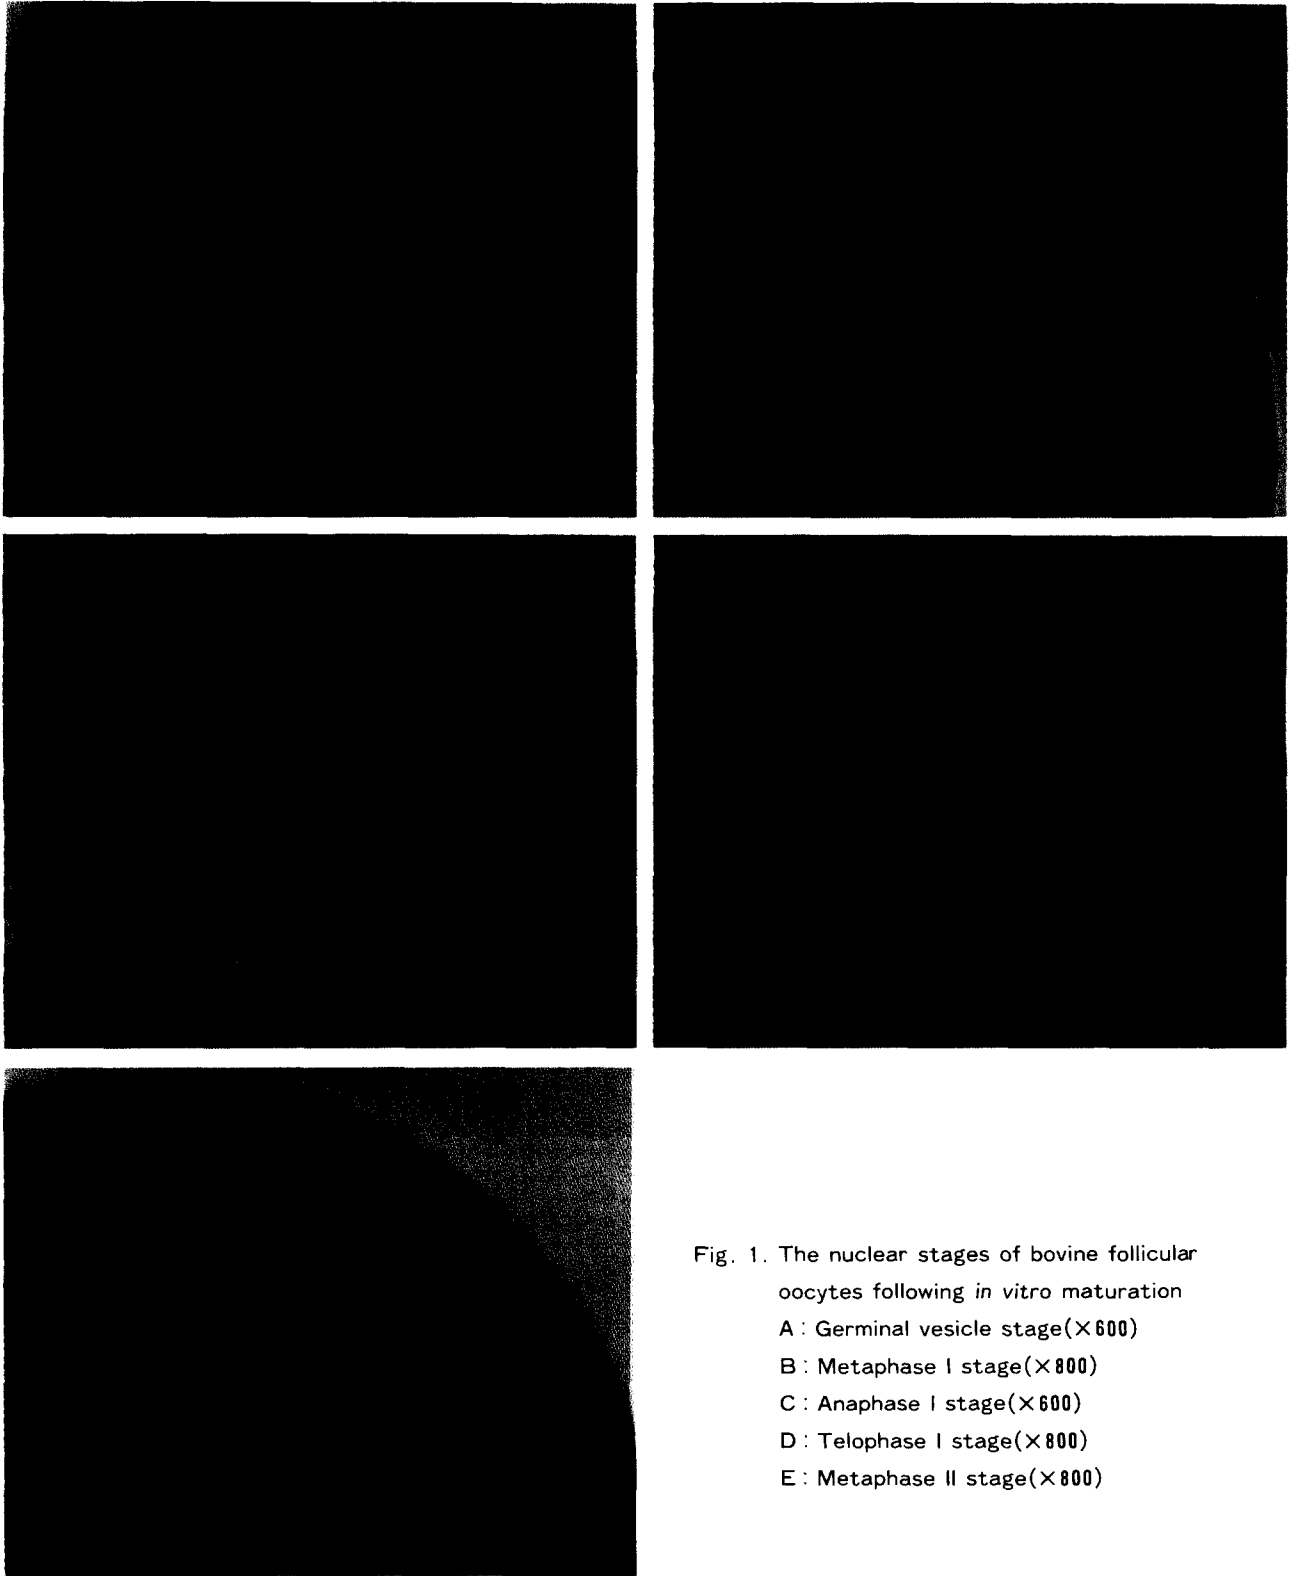 Fig. 1. The nuclear stages of bovine follicular
oocytes following in vitro maturation
A : Germinal vesicle stage(×600)
B : Metaphase I stage(×800)
C : Anaphase I stage(×600)
D : Telophase I stage(×800)
E : Metaphase II stage(×800)